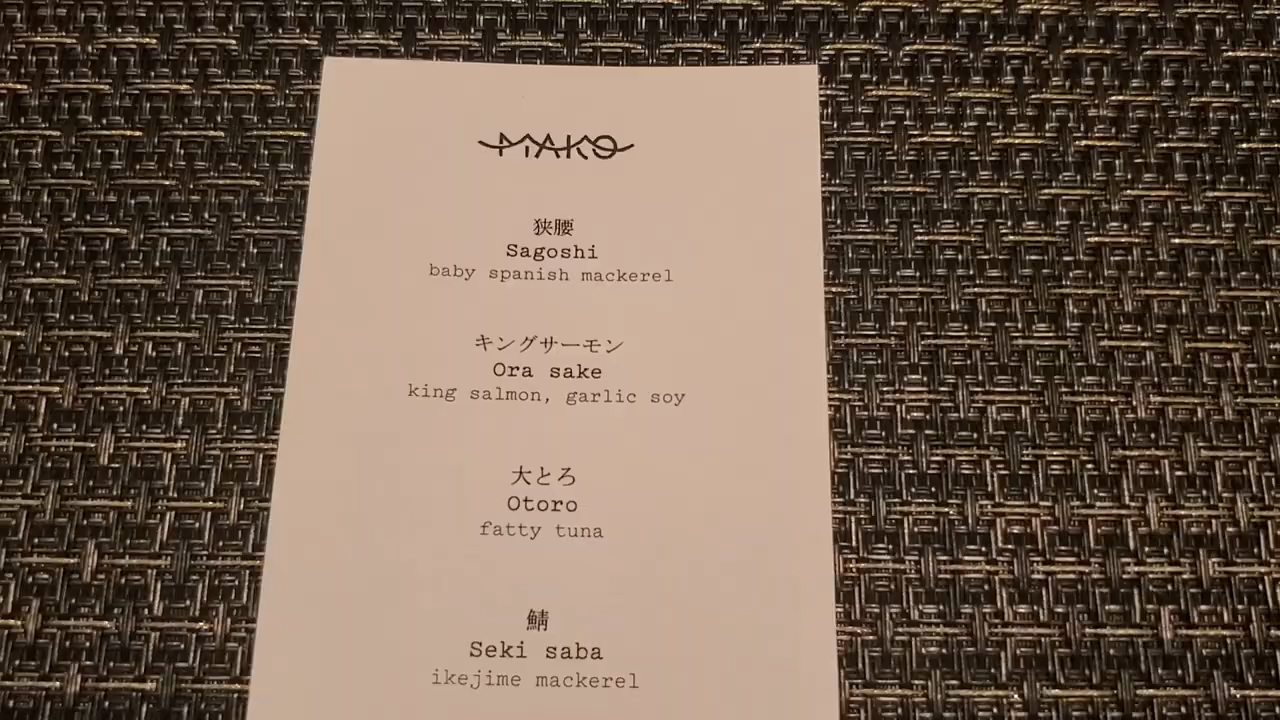 MAKO
狭腰
Sagoshi
baby spanish mackerel
キングサーモン
Ora sake
king salmon, garlic soy
大とろ
Otoro
fatty tuna
鯖
Seki saba
ikejime mackerel